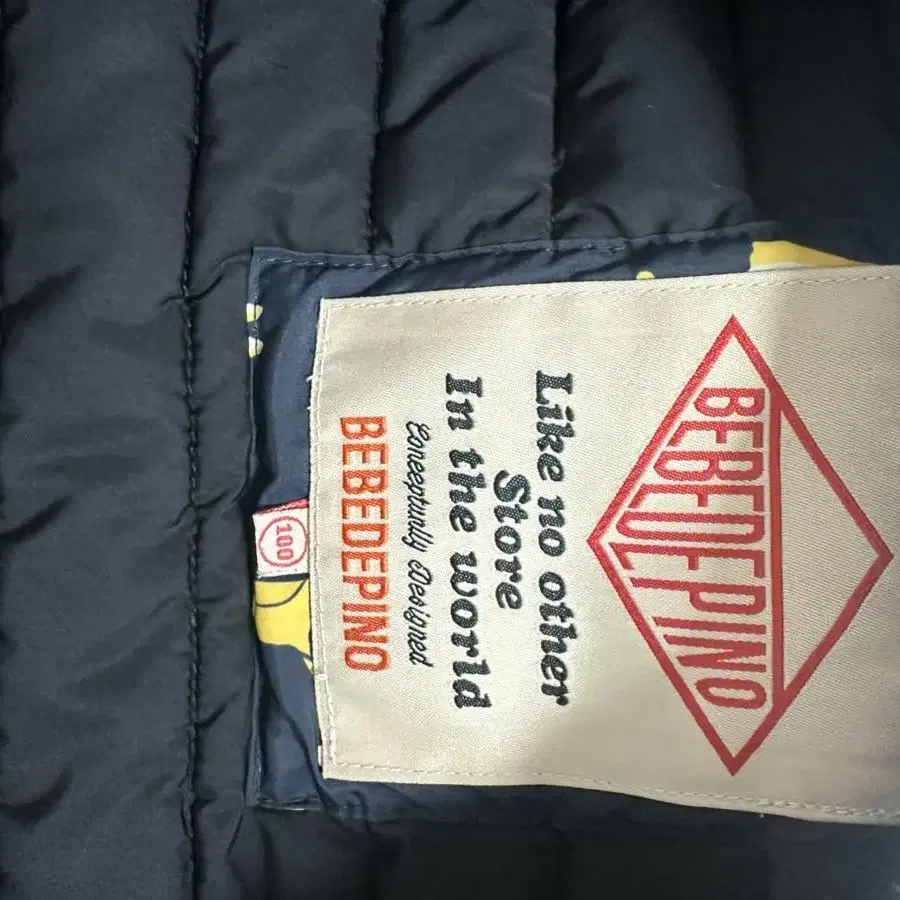 BEBEDEPINO
Like no other
Store
In the world
Conceptually Designed
BEBEDEPINO
100